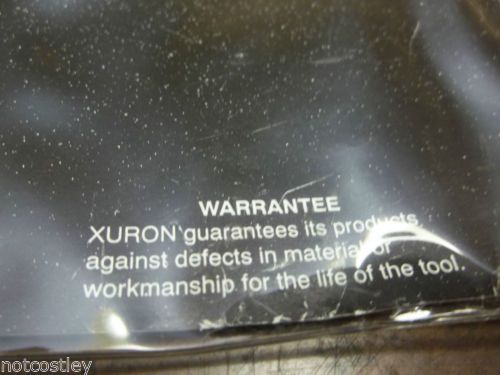 WARRANTEE
XURON guarantees its products
against defects in material or
workmanship for the life of the tool.
notcostley